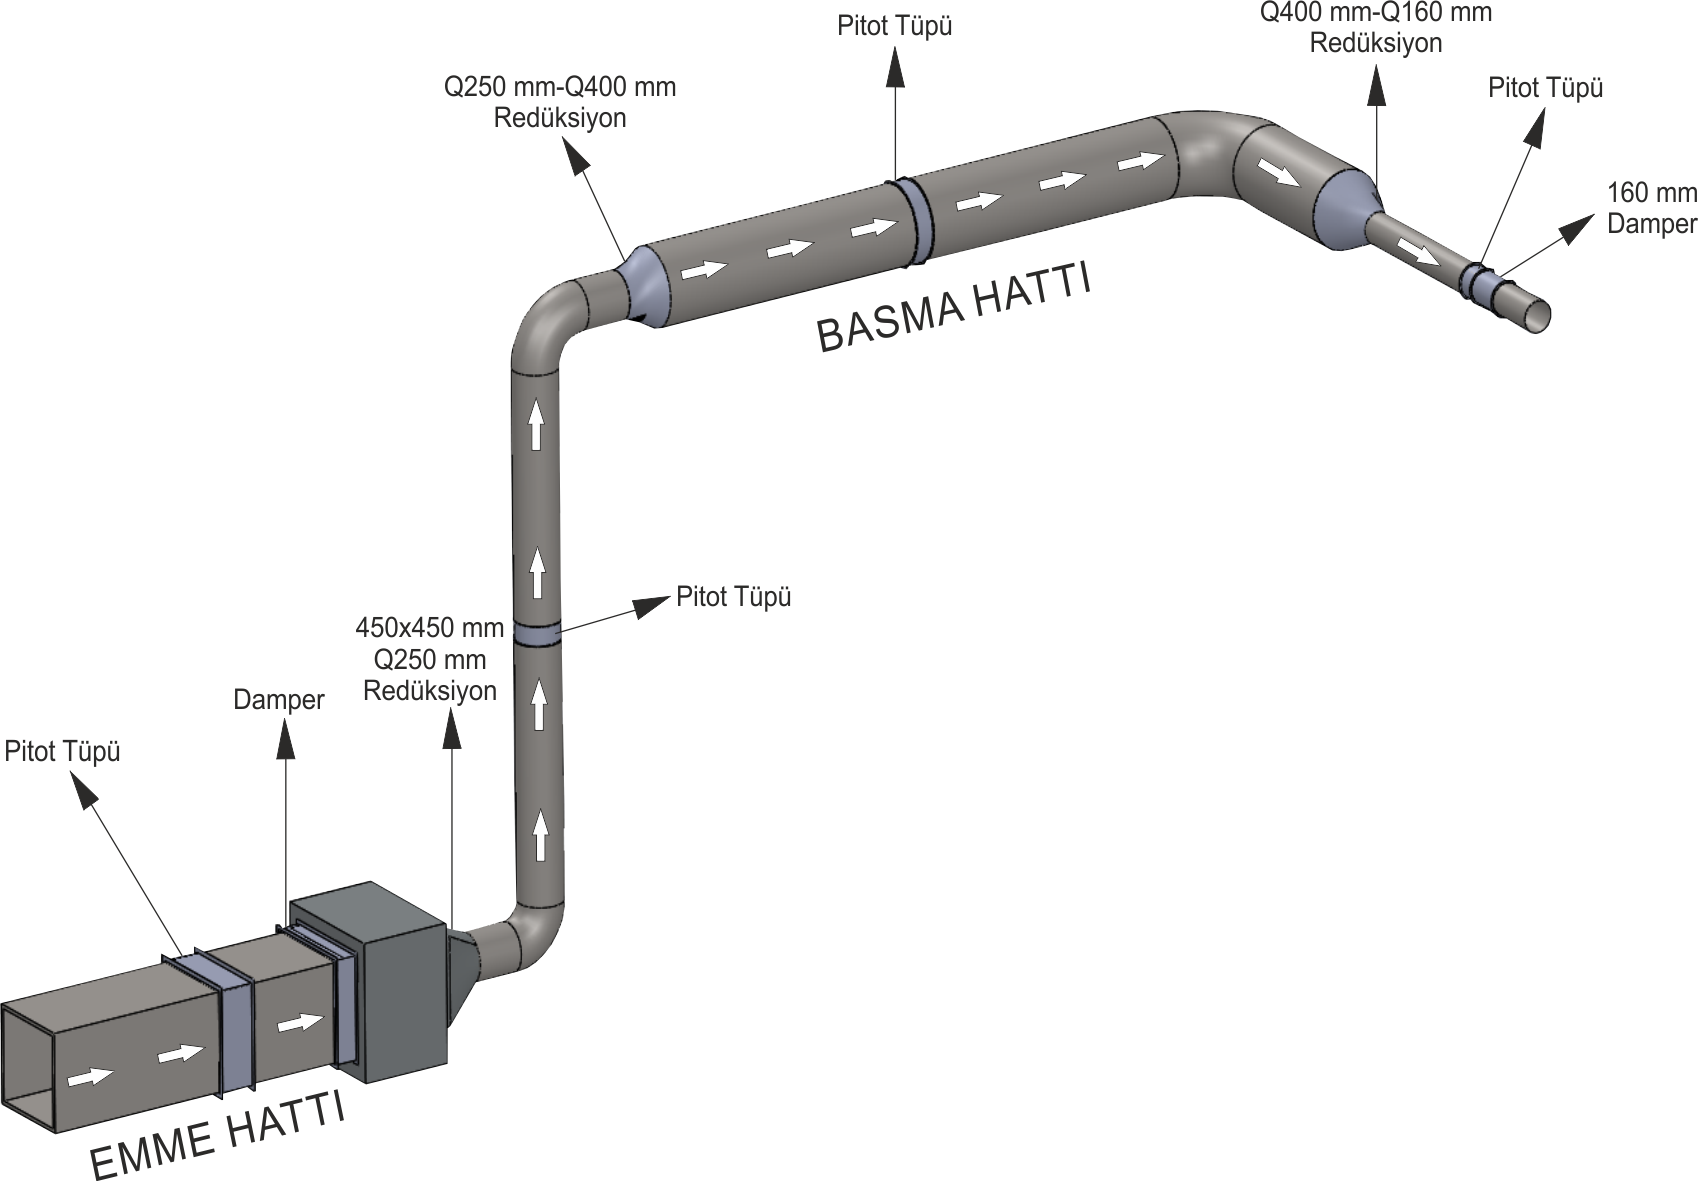 Q400 mm-Q160 mm
Redüksiyon
Pitot Tüpü
Q250 mm-Q400 mm
Redüksiyon
Pitot Tüpü
160 mm
Damper
BASMA HATTI
Pitot Tüpü
450x450 mm
Q250 mm
Redüksiyon
Damper
Pitot Tüpü
EMME HATTI